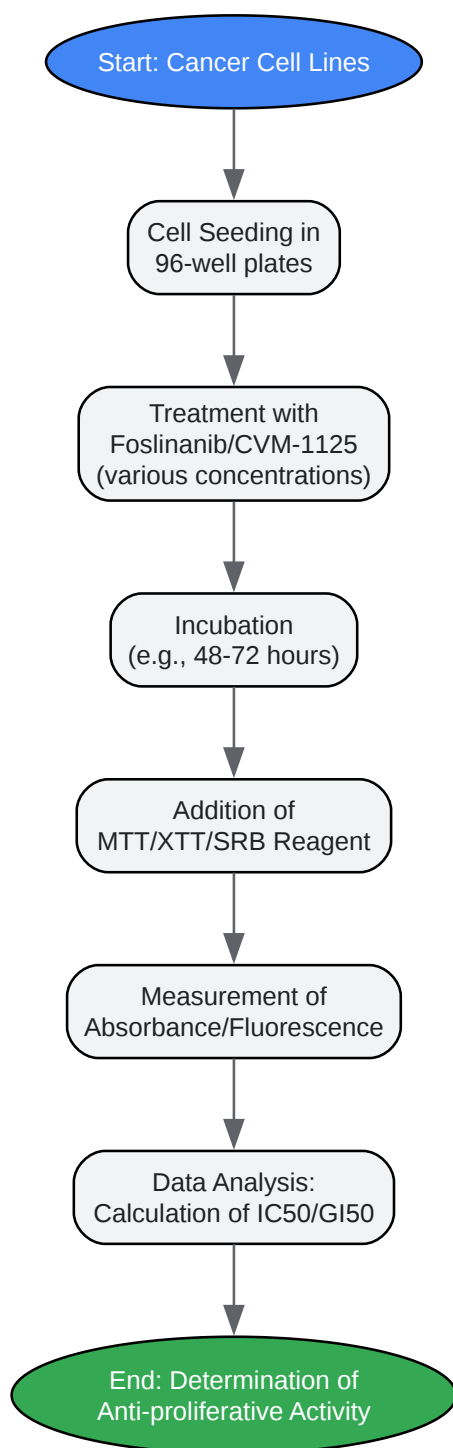 Start: Cancer Cell Lines
Cell Seeding in
96-well plates
Treatment with
Foslinanib/CVM-1125
(various concentrations)
Incubation
(e.g., 48-72 hours)
Addition of
MTT/XTT/SRB Reagent
Measurement of
Absorbance/Fluorescence
Data Analysis:
Calculation of IC50/GI50
End: Determination of
Anti-proliferative Activity